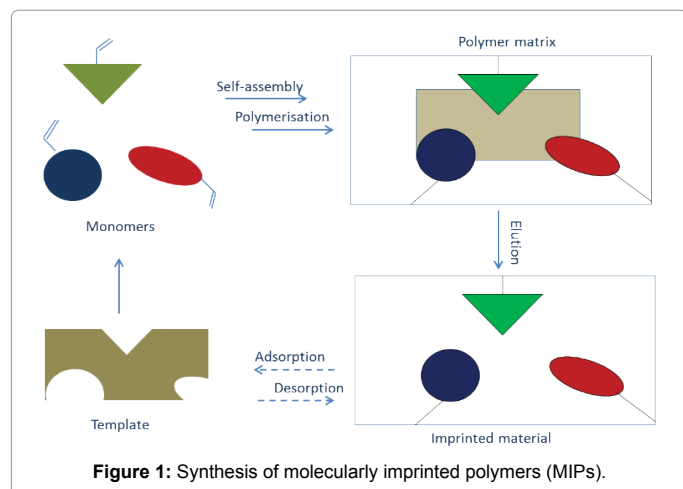 Polymer matrix
Self-assembly
Polymerisation
Monomers
Elution
Adsorption
Desorption
Template
Imprinted material
Figure 1: Synthesis of molecularly imprinted polymers (MIPs).